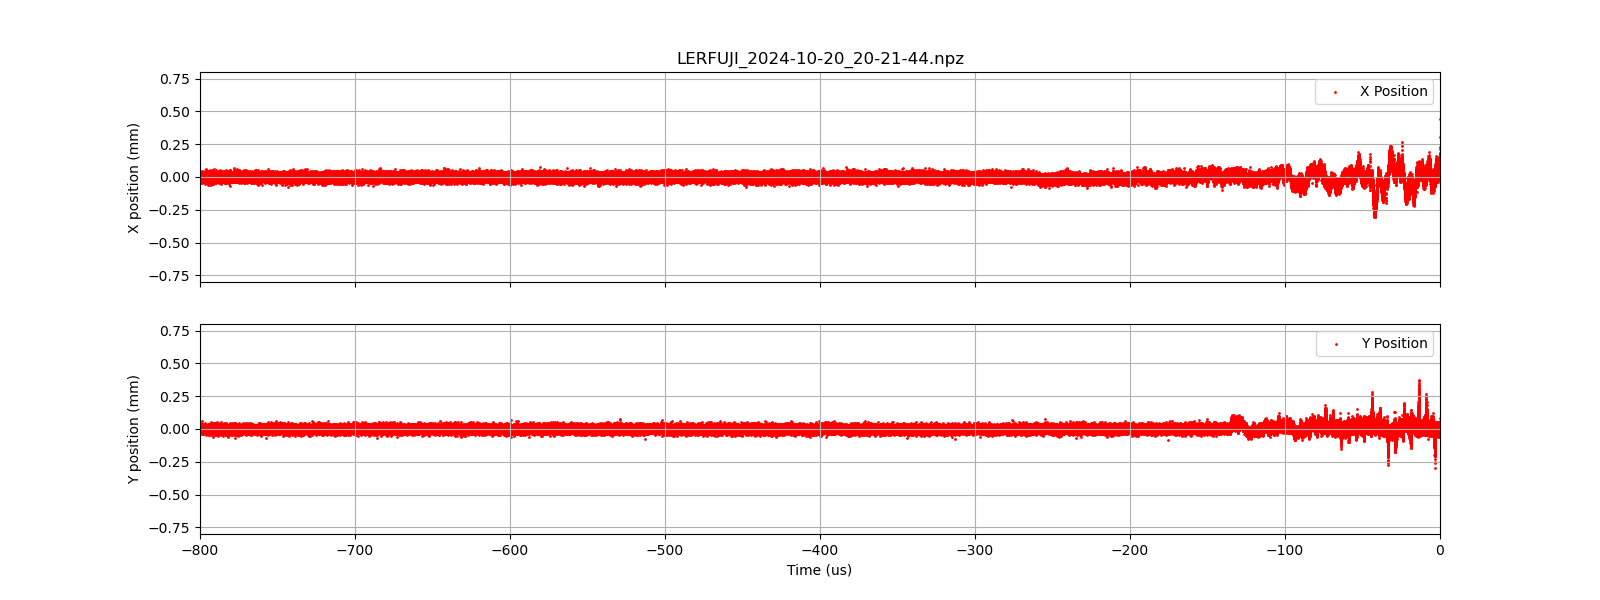 LERFUJI_2024-10-20_20-21-44.npz
0.75
0.50
0.25
0.00
−0.25
−0.50
−0.75
X position (mm)
X Position
0.75
0.50
0.25
0.00
−0.25
−0.50
−0.75
Y position (mm)
Y Position
−800 −700 −600 −500 −400 −300 −200 −100 0
Time (us)